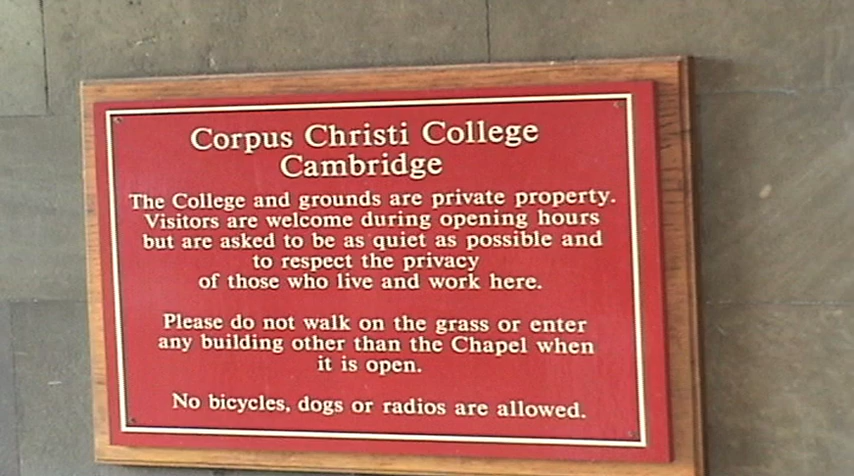 Corpus Christi College
Cambridge
The College and grounds are private property.
Visitors are welcome during opening hours
but are asked to be as quiet as possible and
to respect the privacy
of those who live and work here.
Please do not walk on the grass or enter
any building other than the Chapel when
it is open.
No bicycles, dogs or radios are allowed.